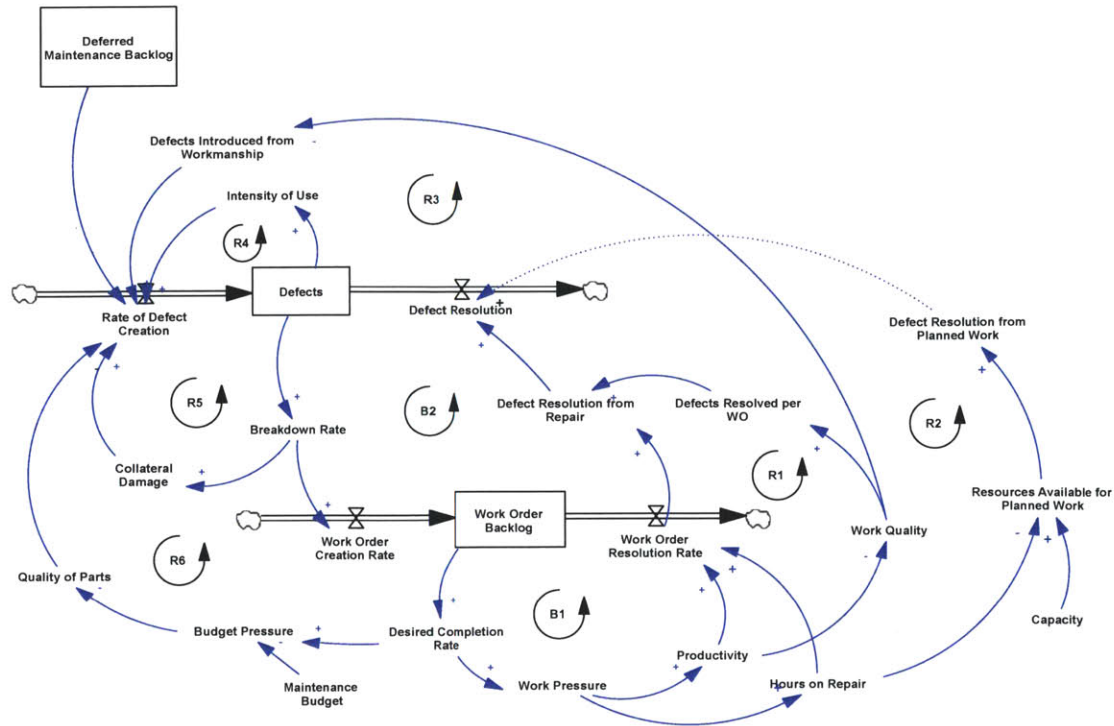 Deferred
Maintenance Backlog
Defects Introduced from
Workmanship
-
R3
Intensity of Use
+
R4
Defects
+
Rate of Defect
Creation
Defect Resolution
+
Defect Resolution from
Planned Work
+
-
+
+
R5
B2
Defect Resolution from
Repair
+
Defects Resolved per
WO
+
R2
Breakdown Rate
+
Collateral
Damage
+
+
R1
Resources Available for
Planned Work
-
+
Work Order
Backlog
Work Order
Creation Rate
+
Work Order
Resolution Rate
+
+
Work Quality
-
R6
Quality of Parts
-
B1
Budget Pressure
+
-
Desired Completion
Rate
+
+
Productivity
+
Capacity
Maintenance
Budget
Work Pressure
Hours on Repair
+